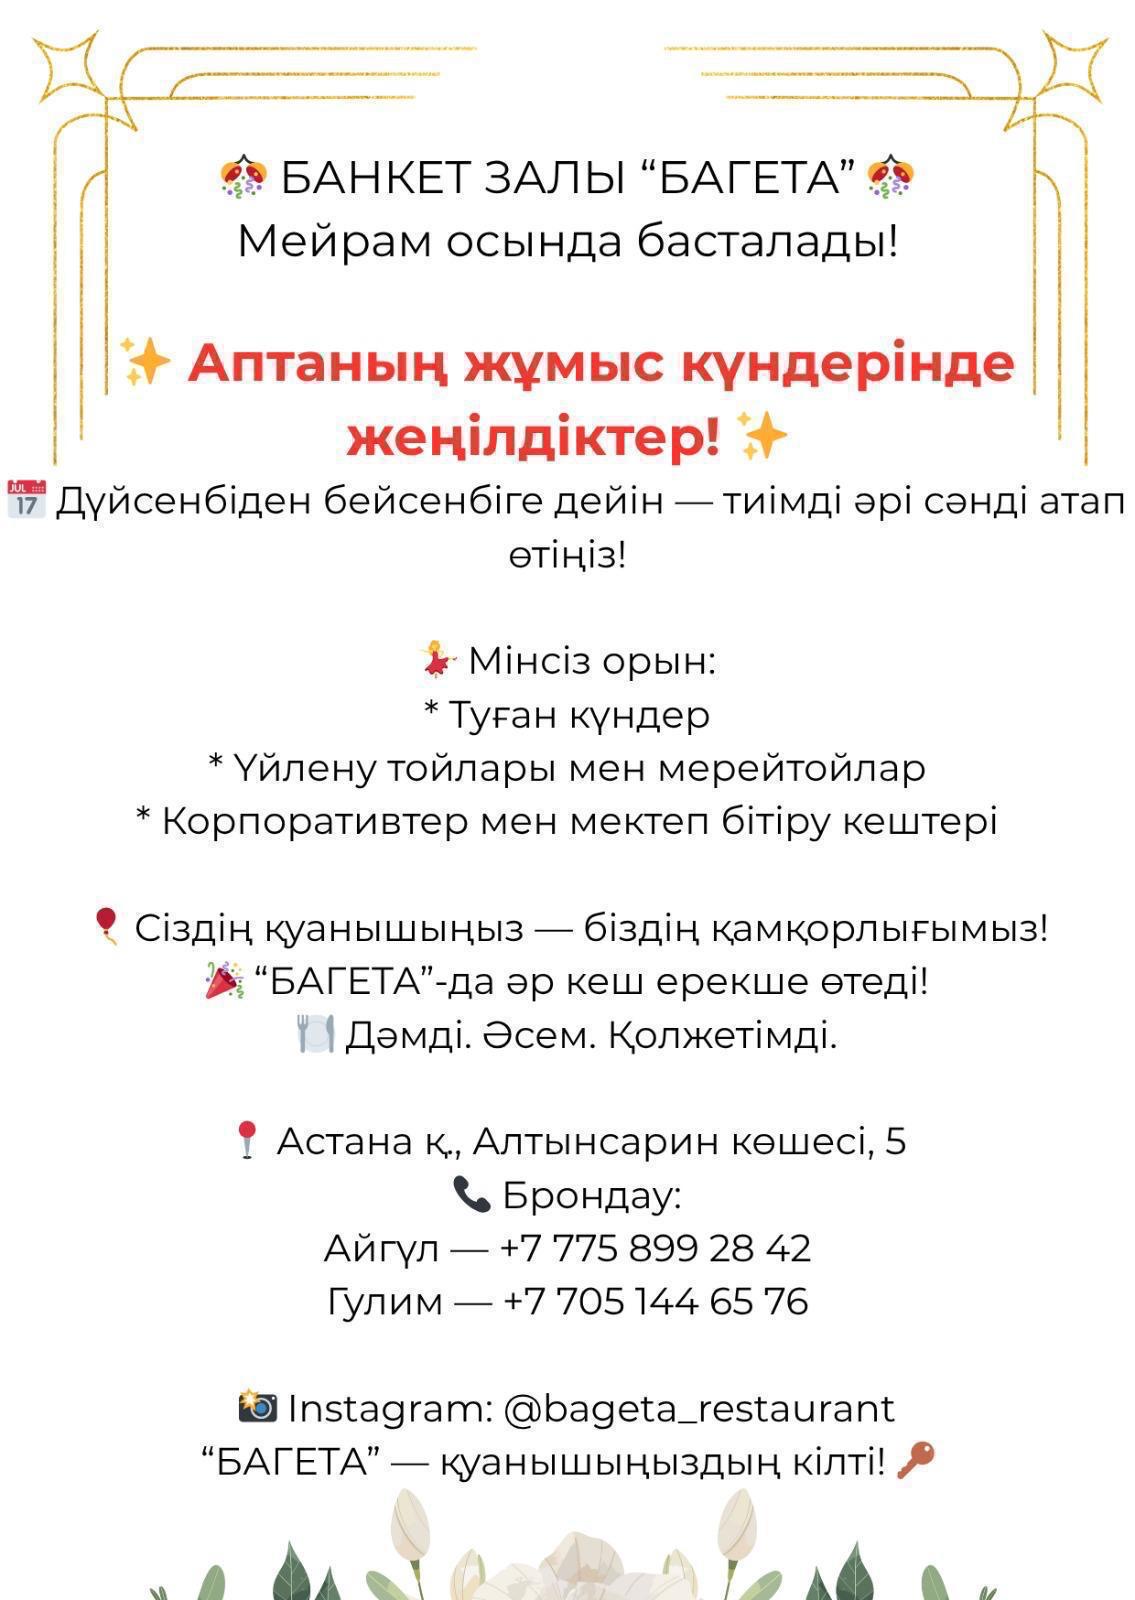 🎊 БАНКЕТ ЗАЛЫ “БАГЕТА” 🎊
Мейрам осында басталады!
✨ Аптаның жұмыс күндерінде
жеңілдіктер! ✨
📅 Дүйсенбіден бейсенбіге дейін — тиімді әрі сәнді атап
өтіңіз!
💃 Мінсіз орын:
* Туған күндер
* Үйлену тойлары мен мерейтойлар
* Корпоративтер мен мектеп бітіру кештері
🎈 Сіздің қуанышыңыз — біздің қамқорлығымыз!
🎉 “БАГЕТА”-да әр кеш ерекше өтеді!
🍽️ Дәмді. Әсем. Қолжетімді.
📍 Астана қ., Алтынсарин көшесі, 5
📞 Брондау:
Айгүл — +7 775 899 28 42
Гулим — +7 705 144 65 76
📸 Instagram: @bageta_restaurant
“БАГЕТА” — қуанышыңыздың кілті! 🔑